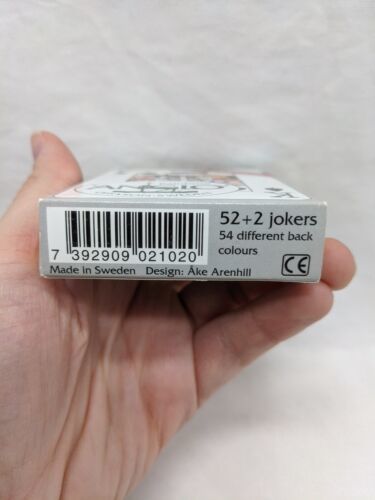 52+2 jokers
54 different back
colours
7 392909 021020
Made in Sweden Design: Åke Arenhill
CE